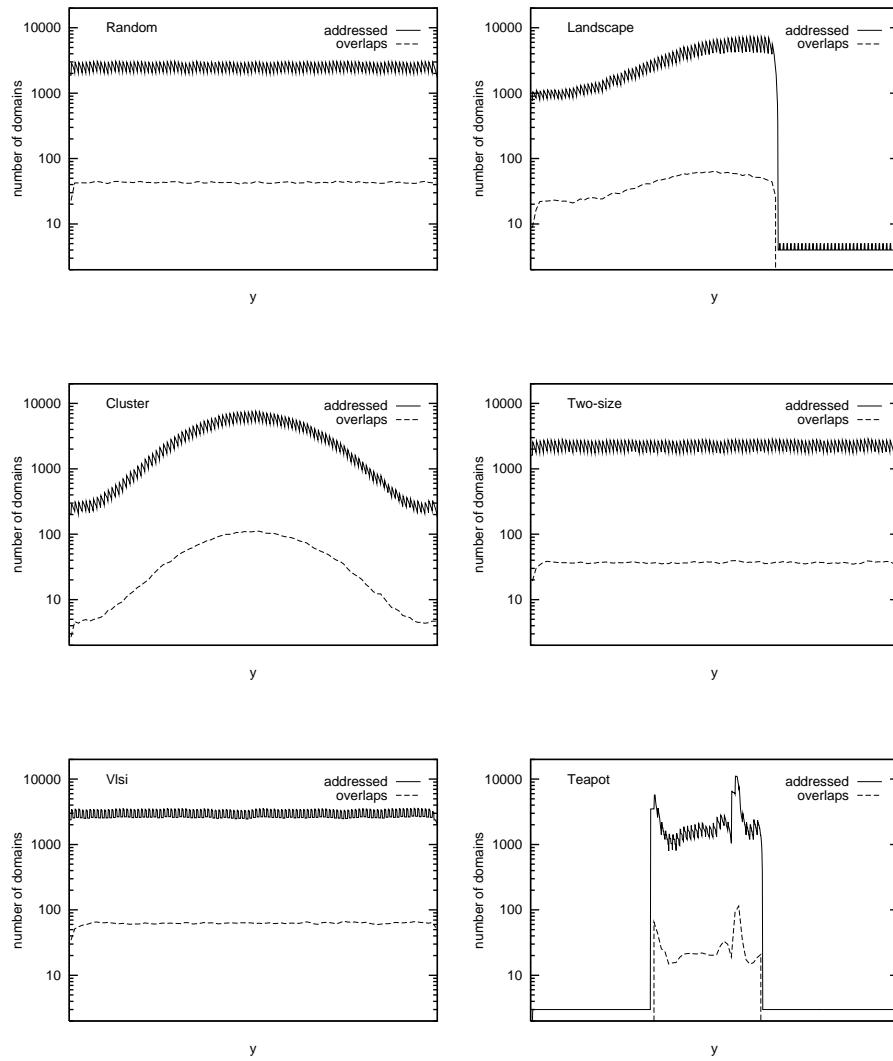 Random
addressed
overlaps
10000
1000
100
10
number of domains
y
Landscape
addressed
overlaps
10000
1000
100
10
number of domains
y
Cluster
addressed
overlaps
10000
1000
100
10
number of domains
y
Two-size
addressed
overlaps
10000
1000
100
10
number of domains
y
Vlsi
addressed
overlaps
10000
1000
100
10
number of domains
y
Teapot
addressed
overlaps
10000
1000
100
10
number of domains
y